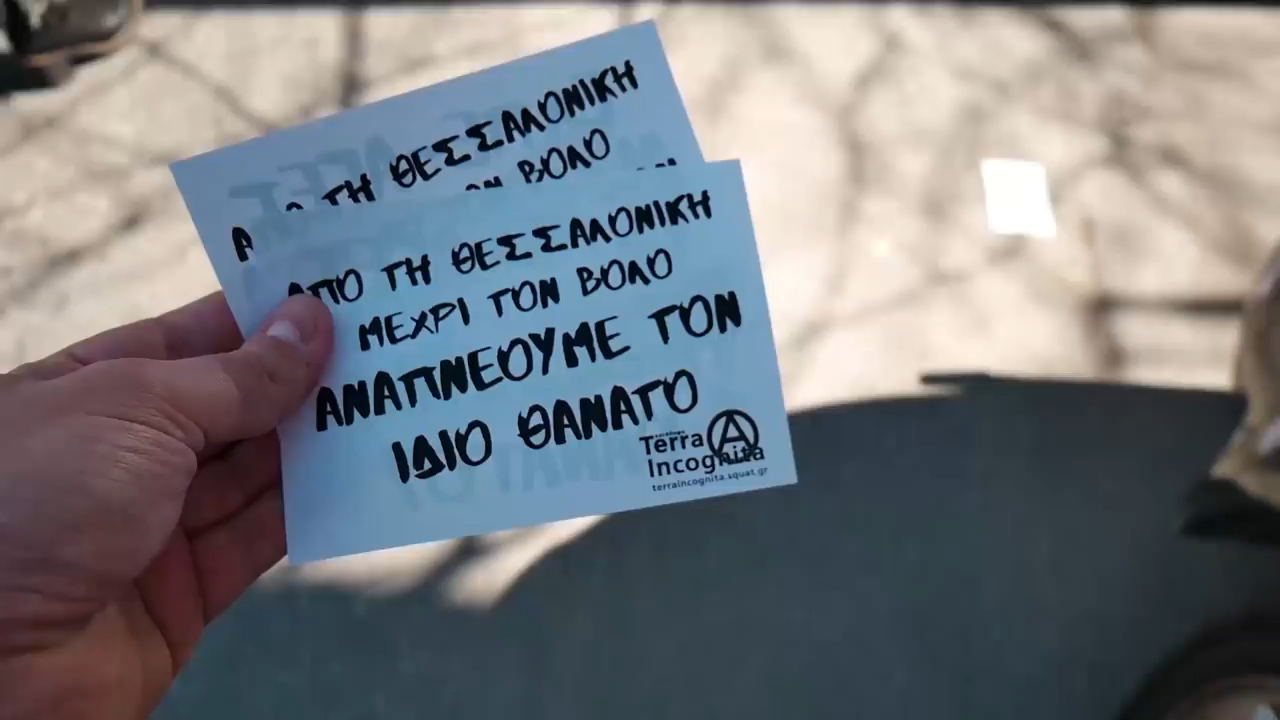 ΤΗ ΘΕΣΣΑΛΟΝΙΚΗ
ΒΟΛΟ
ΑΠΟ ΤΗ ΘΕΣΣΑΛΟΝΙΚΗ
ΜΕΧΡΙ ΤΟΝ ΒΟΛΟ
ΑΝΑΠΝΕΟΥΜΕ ΤΟΝ
ΙΔΙΟ ΘΑΝΑΤΟ
Terra
Incognita
terraincognita.squat.gr